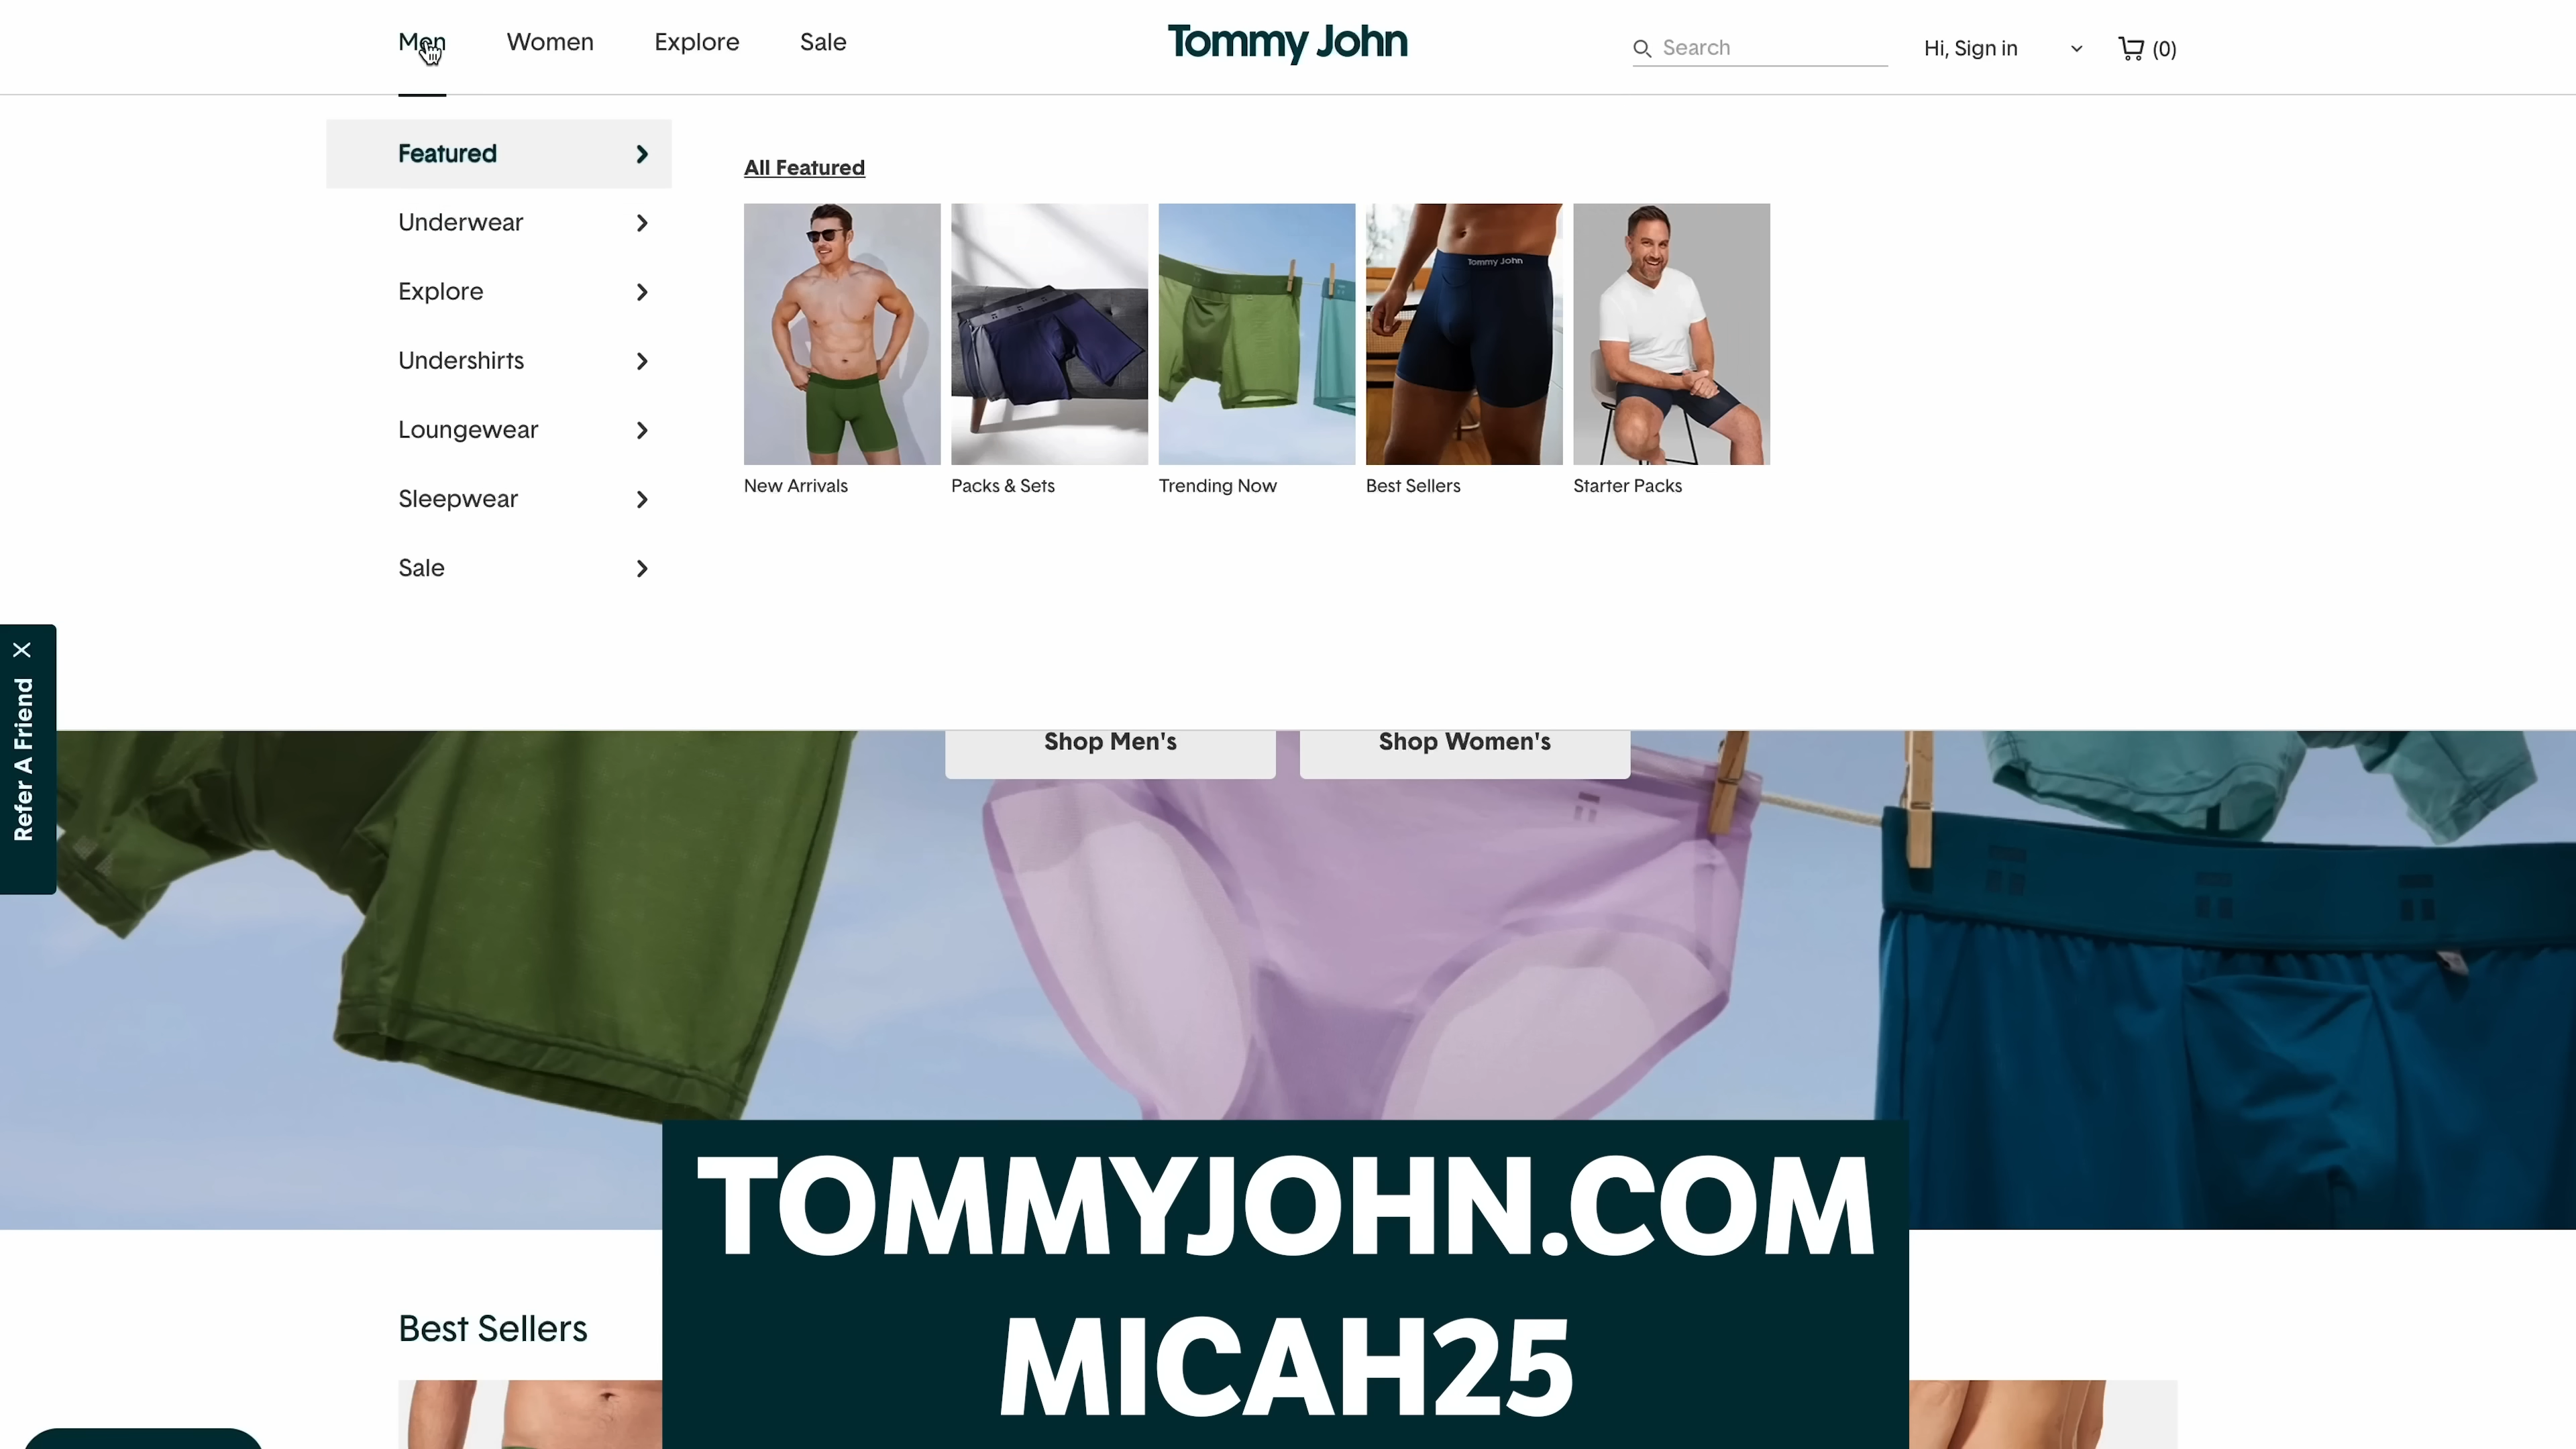 Men
Women
Explore
Sale
Tommy John
Search
Hi, Sign in
(0)
Featured
Underwear
Explore
Undershirts
Loungewear
Sleepwear
Sale
All Featured
Tommy John
New Arrivals
Packs & Sets
Trending Now
Best Sellers
Starter Packs
X
Refer A Friend
Shop Men's
Shop Women's
Best Sellers
TOMMYJOHN.COM
MICAH25